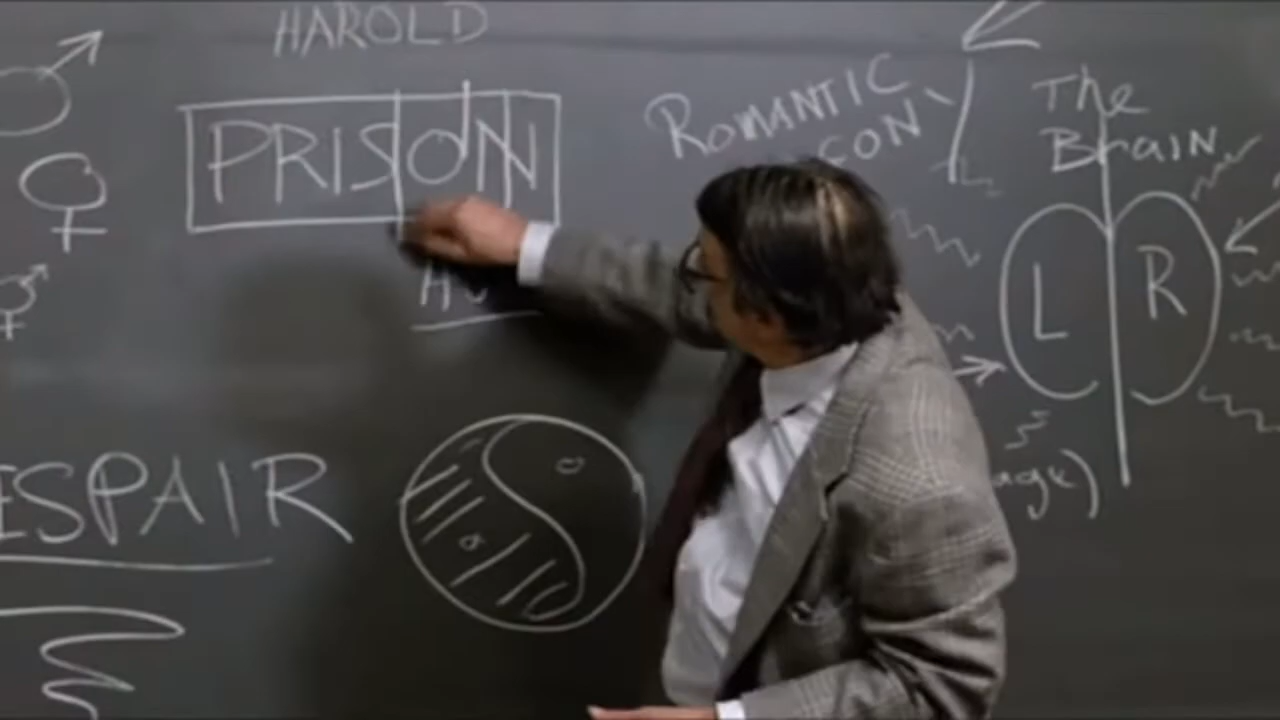 HAROLD
PRISON
ROMANTIC
CON
The
BRAIN
L R
ESPAIR